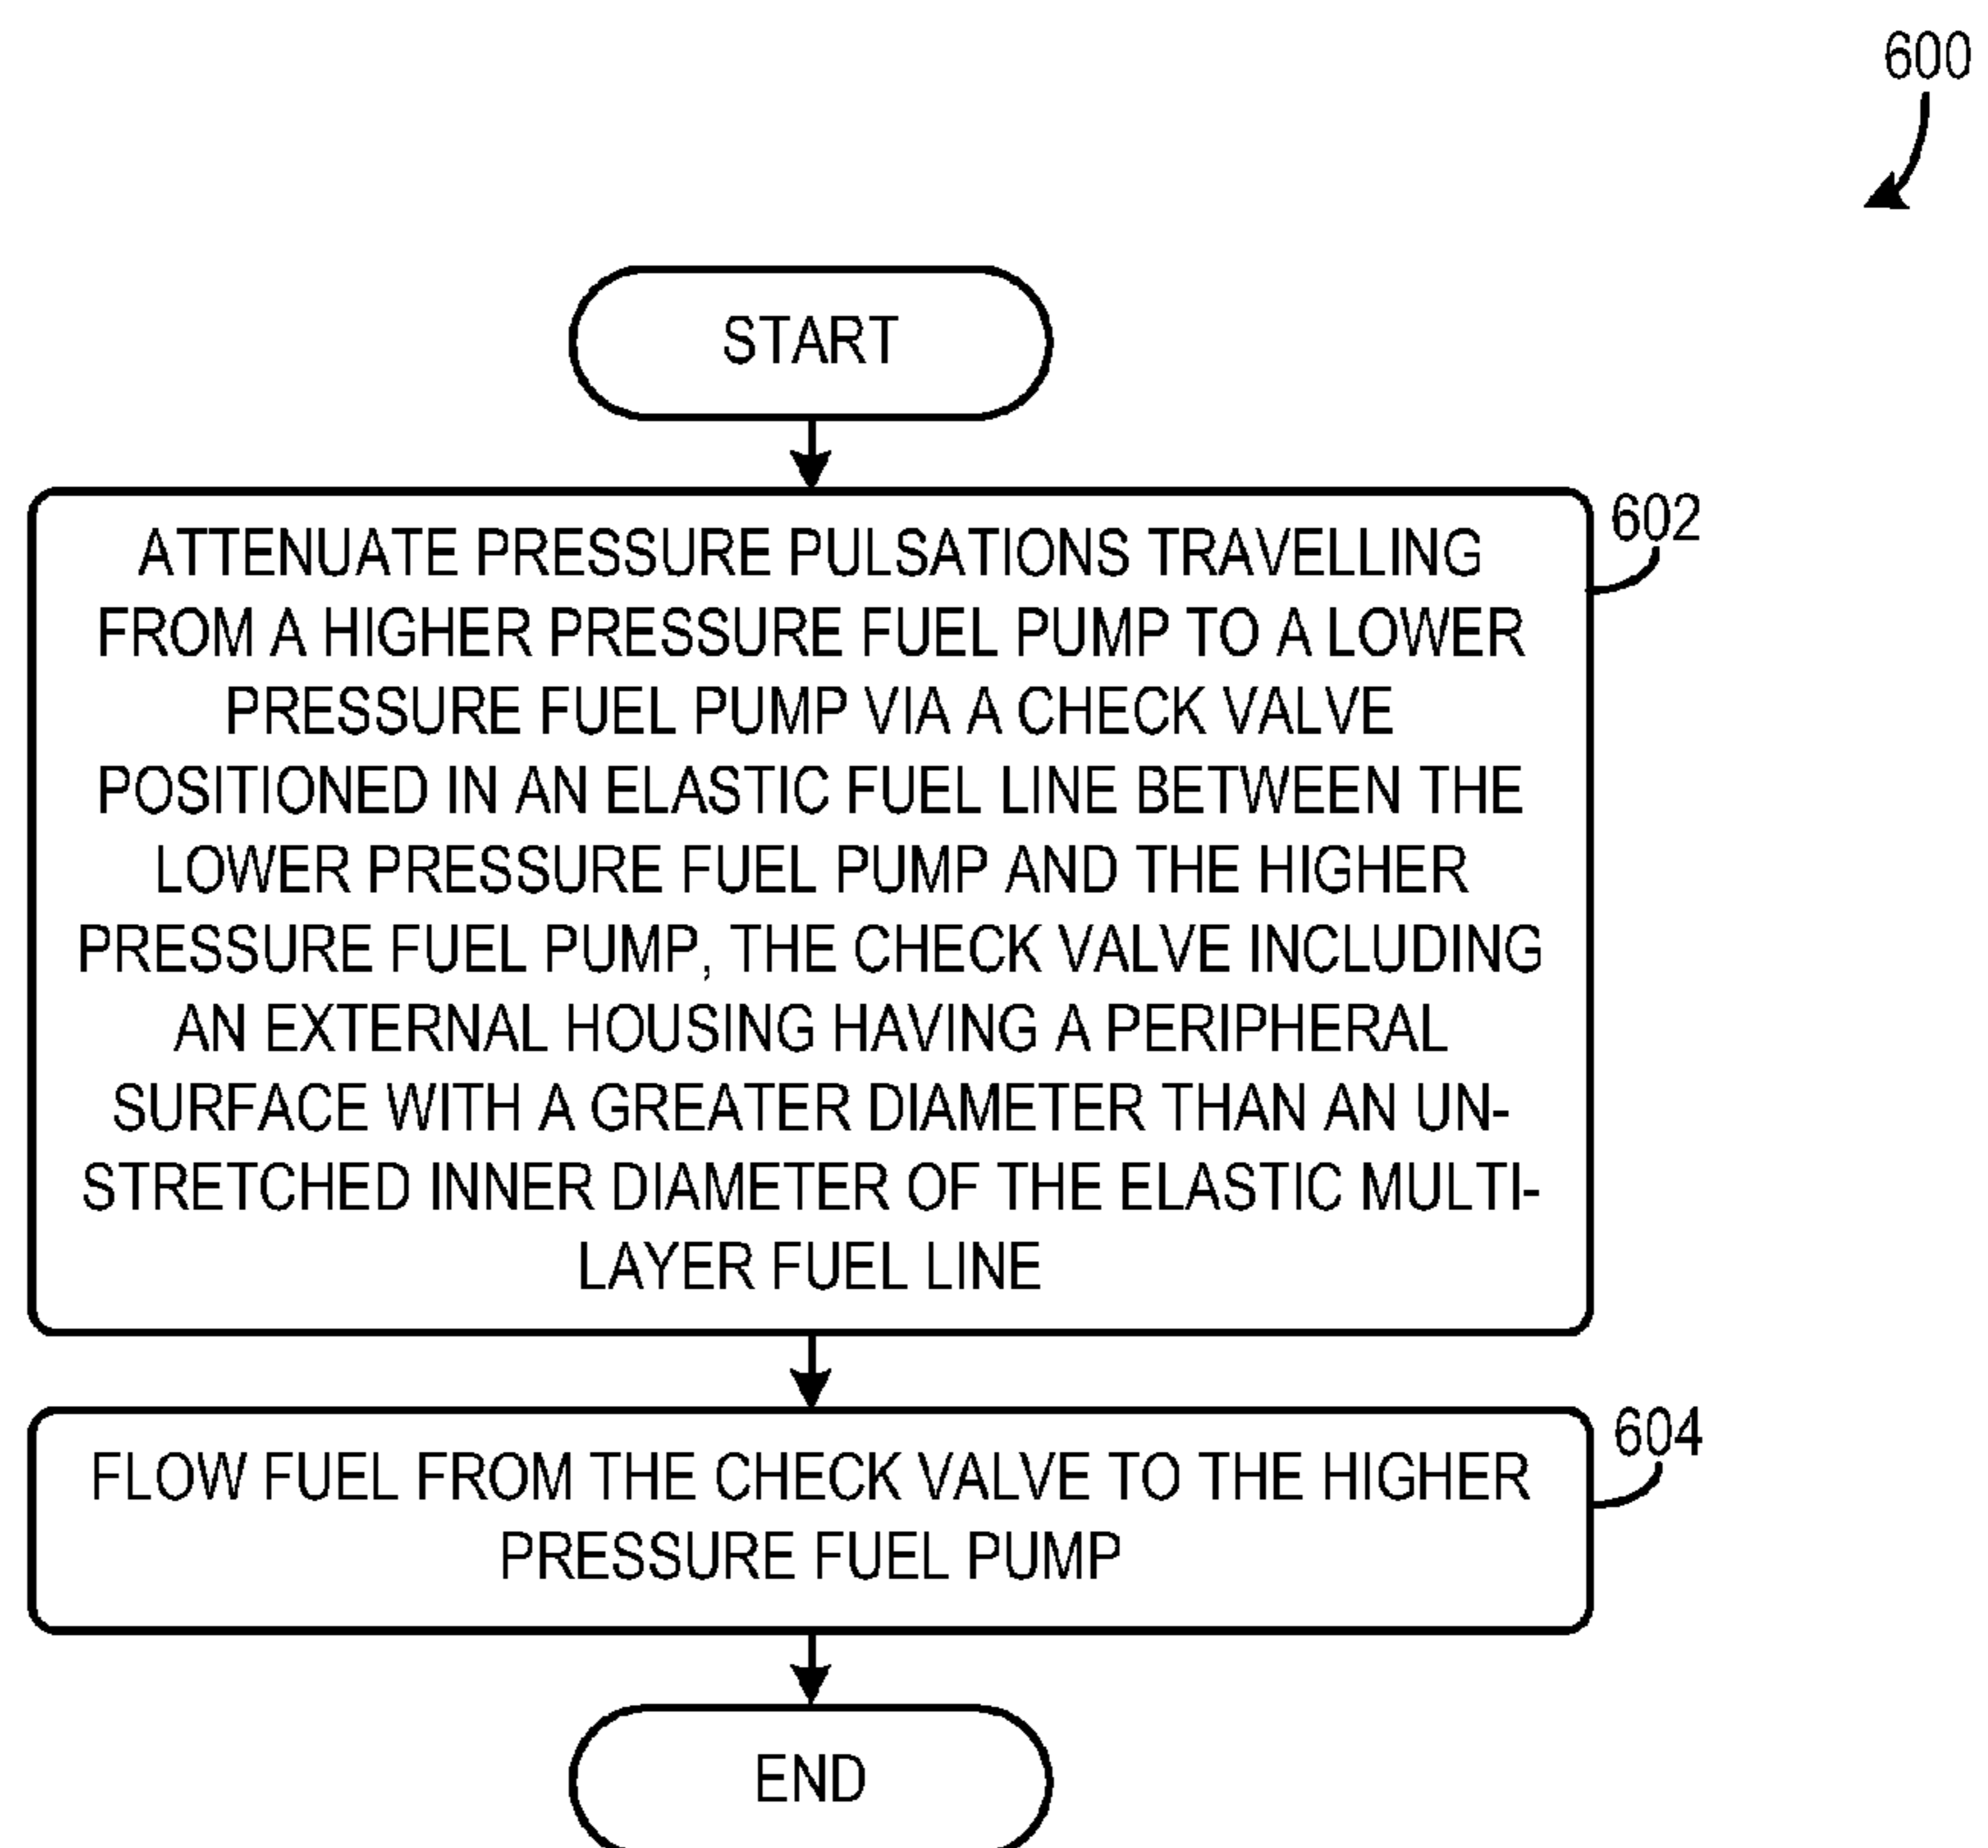 600
START
602
ATTENUATE PRESSURE PULSATIONS TRAVELLING
FROM A HIGHER PRESSURE FUEL PUMP TO A LOWER
PRESSURE FUEL PUMP VIA A CHECK VALVE
POSITIONED IN AN ELASTIC FUEL LINE BETWEEN THE
LOWER PRESSURE FUEL PUMP AND THE HIGHER
PRESSURE FUEL PUMP, THE CHECK VALVE INCLUDING
AN EXTERNAL HOUSING HAVING A PERIPHERAL
SURFACE WITH A GREATER DIAMETER THAN AN UN-
STRETCHED INNER DIAMETER OF THE ELASTIC MULTI-
LAYER FUEL LINE
604
FLOW FUEL FROM THE CHECK VALVE TO THE HIGHER
PRESSURE FUEL PUMP
END